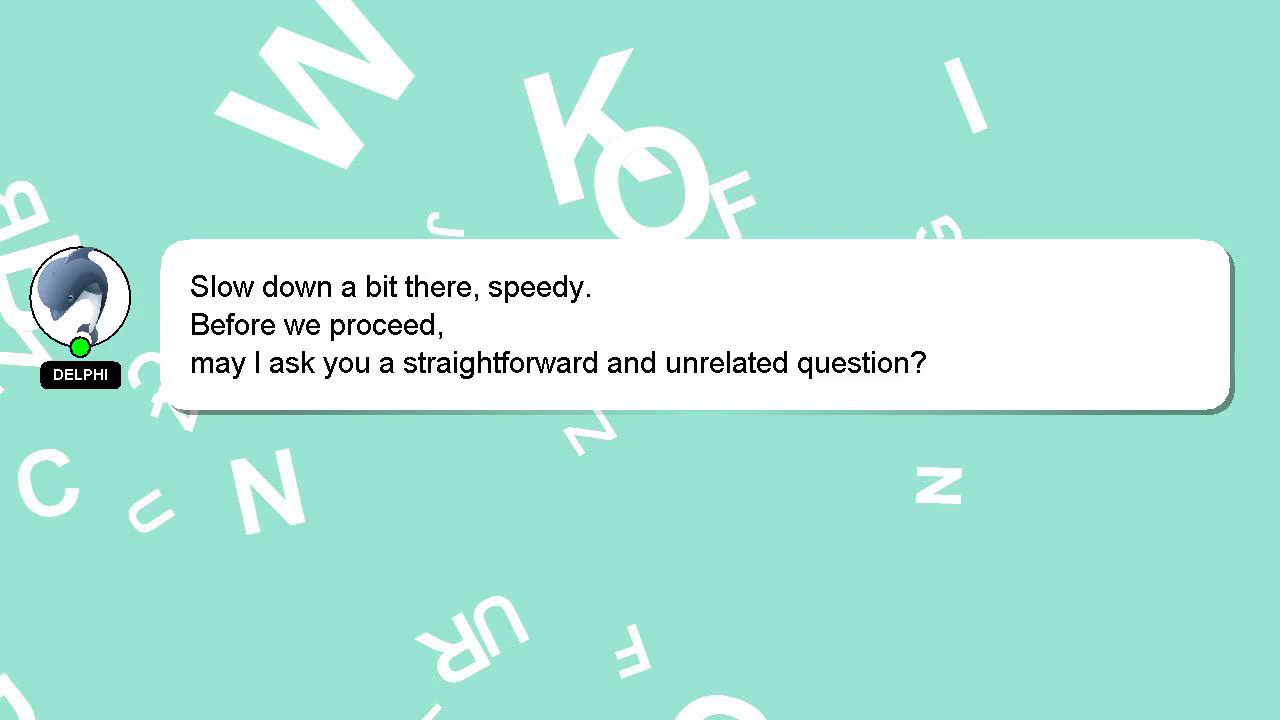 W
K
I
O
F
B
J
G
D
Slow down a bit there, speedy.
Before we proceed,
may I ask you a straightforward and unrelated question?
DELPHI
Z
N
C
U
N
U
R
F